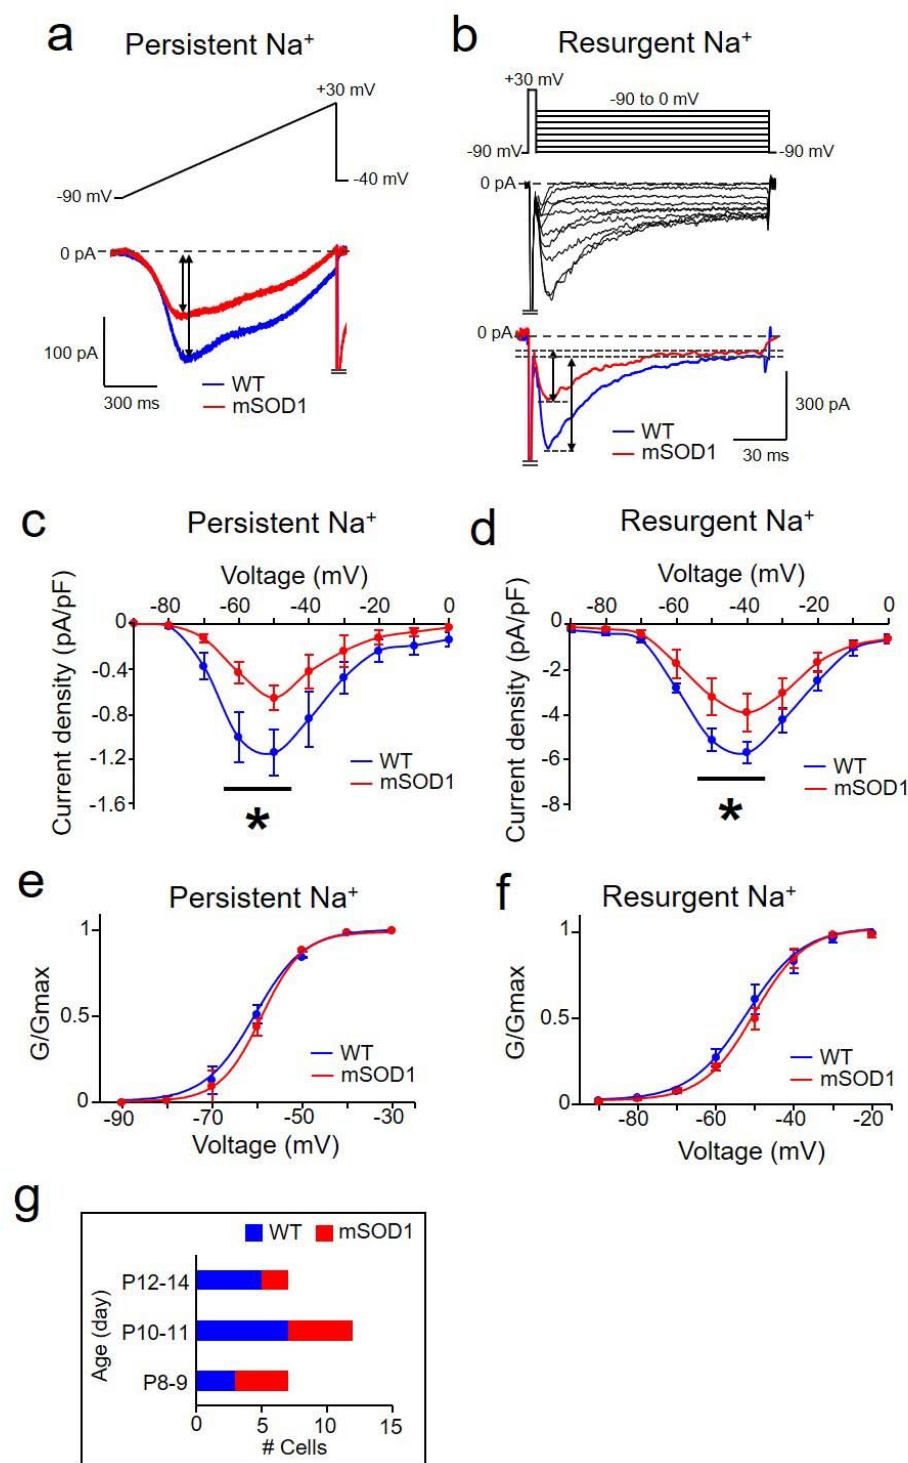 a
Persistent Na⁺
+30 mV
-90 mV
-40 mV
0 pA
100 pA
300 ms
WT
mSOD1
b
Resurgent Na⁺
+30 mV
-90 to 0 mV
-90 mV
-90 mV
0 pA
0 pA
300 pA
30 ms
WT
mSOD1
c
Persistent Na⁺
Voltage (mV)
-80 -60 -40 -20 0
Current density (pA/pF)
0
-0.4
-0.8
-1.2
-1.6
WT
mSOD1
*
d
Resurgent Na⁺
Voltage (mV)
-80 -60 -40 -20 0
Current density (pA/pF)
0
-2
-4
-6
-8
WT
mSOD1
*
e
Persistent Na⁺
G/Gmax
1
0.5
0
WT
mSOD1
-90 -70 -50 -30
Voltage (mV)
f
Resurgent Na⁺
G/Gmax
1
0.5
0
WT
mSOD1
-80 -60 -40 -20
Voltage (mV)
g
WT mSOD1
Age (day)
P12-14
P10-11
P8-9
0 5 10 15
# Cells